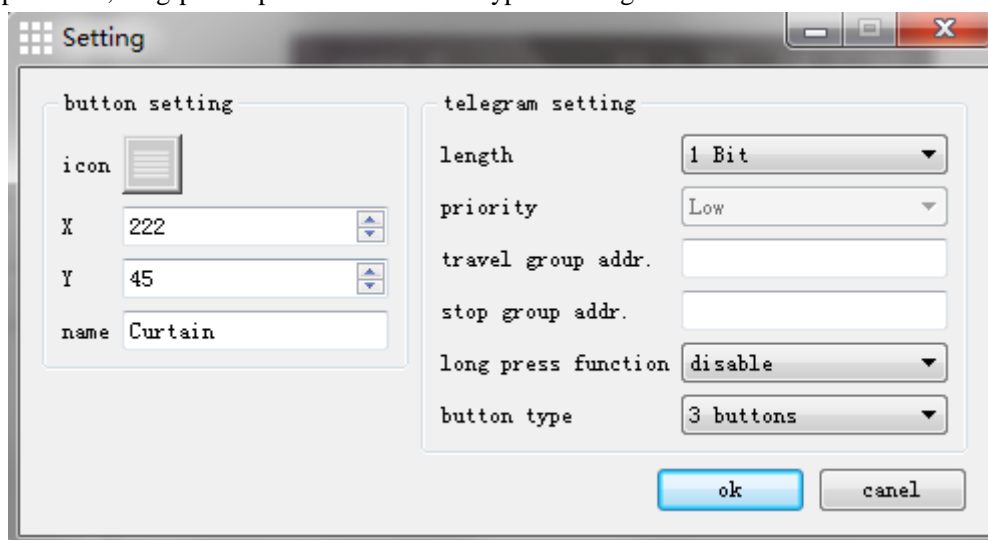 Setting
button setting
icon
X 222
Y 45
name Curtain
telegram setting
length 1 Bit
priority Low
travel group addr.
stop group addr.
long press function disable
button type 3 buttons
ok canel